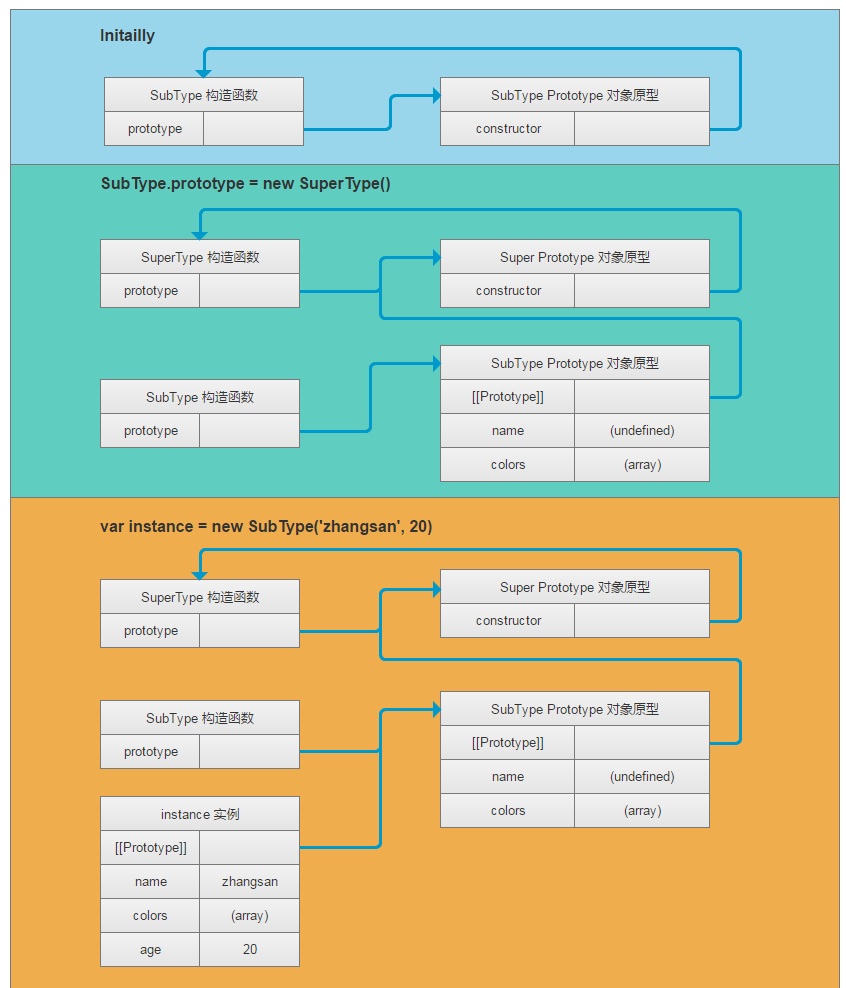 Initailly
SubType 构造函数
prototype
SubType Prototype 对象原型
constructor
SubType.prototype = new SuperType()
SuperType 构造函数
prototype
Super Prototype 对象原型
constructor
SubType 构造函数
prototype
SubType Prototype 对象原型
[[Prototype]]
name (undefined)
colors (array)
var instance = new SubType('zhangsan', 20)
SuperType 构造函数
prototype
Super Prototype 对象原型
constructor
SubType 构造函数
prototype
SubType Prototype 对象原型
[[Prototype]]
name (undefined)
colors (array)
instance 实例
[[Prototype]]
name zhangsan
colors (array)
age 20